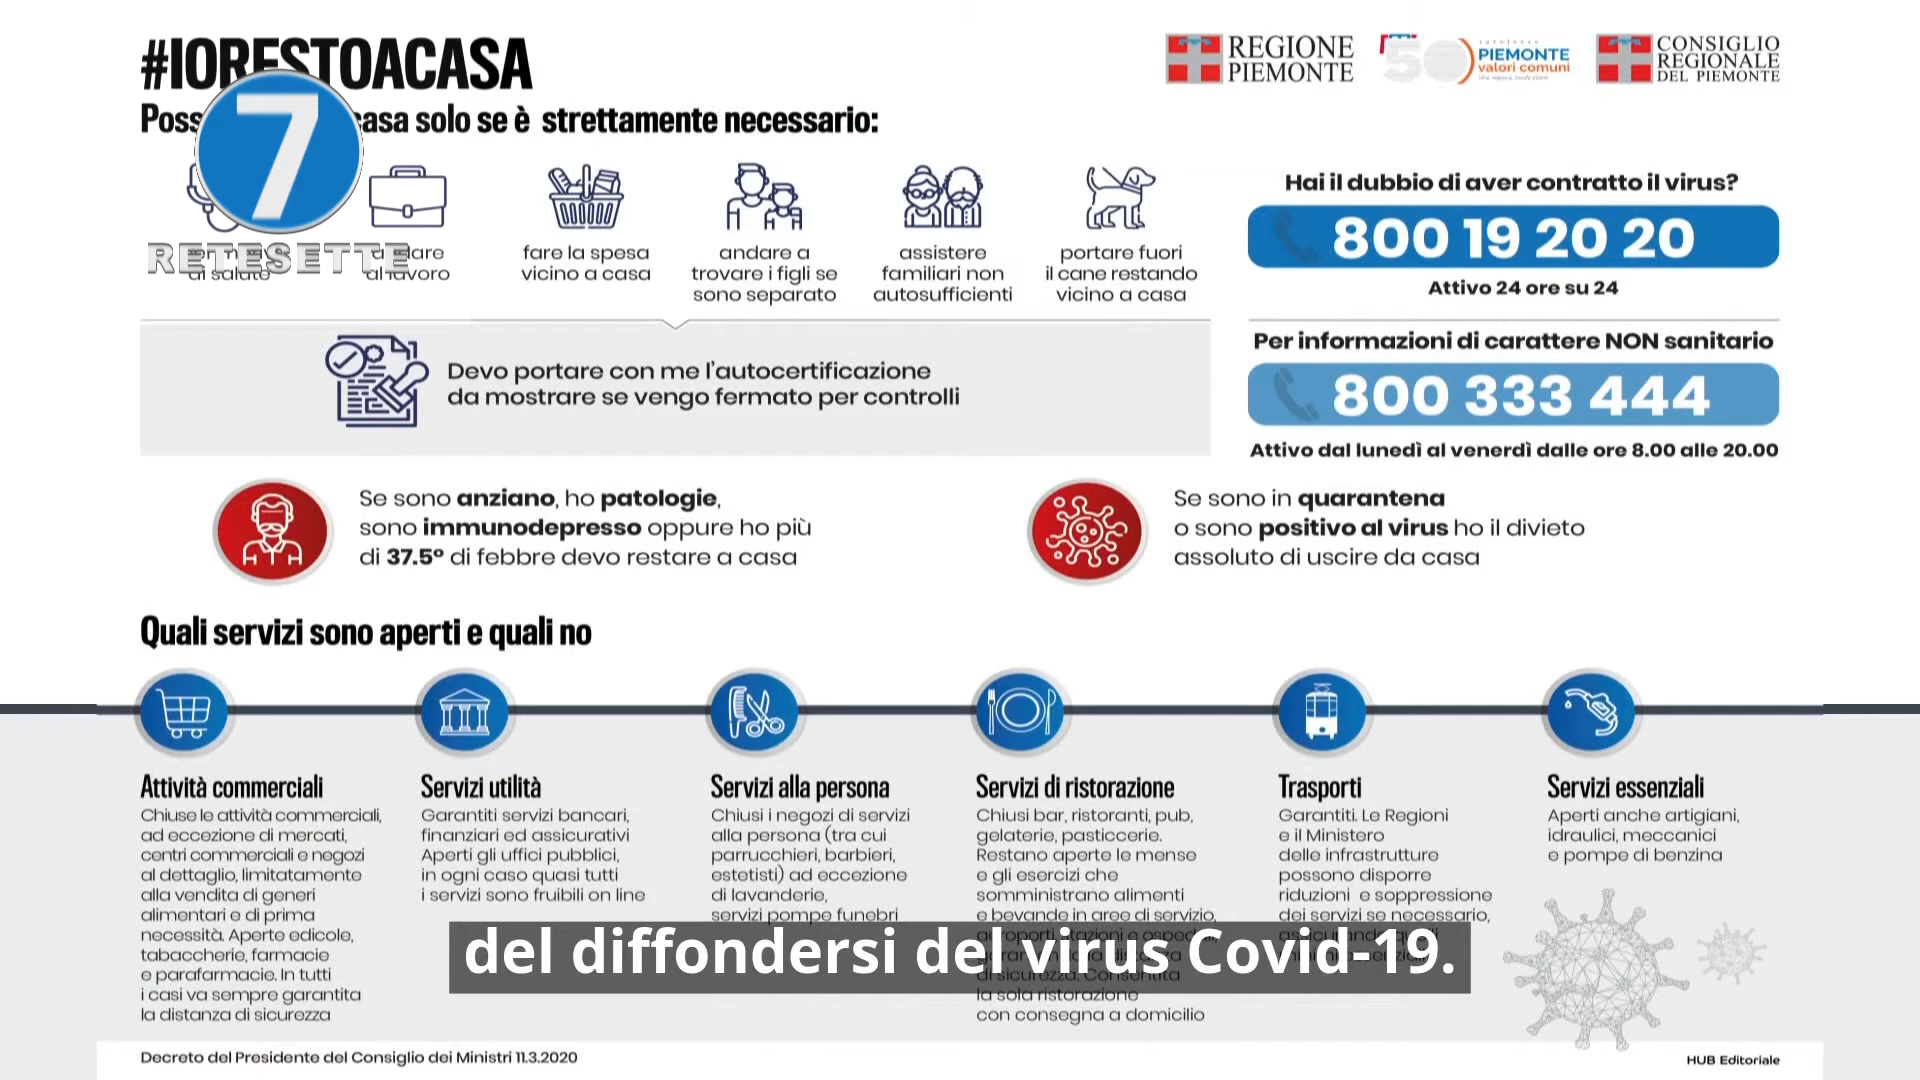 #IORESTOACASA
REGIONE
PIEMONTE
50
PIEMONTE
valori comuni
CONSIGLIO
REGIONALE
DEL PIEMONTE
casa solo se è strettamente necessario:
7
RETESETTE
di salute
al lavoro
fare la spesa
vicino a casa
andare a
trovare i figli se
sono separato
assistere
familiari non
autosufficienti
portare fuori
il cane restando
vicino a casa
Hai il dubbio di aver contratto il virus?
800 19 20 20
Attivo 24 ore su 24
Per informazioni di carattere NON sanitario
800 333 444
Attivo dal lunedì al venerdì dalle ore 8.00 alle 20.00
Devo portare con me l'autocertificazione
da mostrare se vengo fermato per controlli
Se sono anziano, ho patologie,
sono immunodepresso oppure ho più
di 37.5° di febbre devo restare a casa
Se sono in quarantena
o sono positivo al virus ho il divieto
assoluto di uscire da casa
Quali servizi sono aperti e quali no
Attività commerciali
Chiuse le attività commerciali,
ad eccezione di mercati,
centri commerciali e negozi
al dettaglio, limitatamente
alla vendita di generi
alimentari e di prima
necessità. Aperte edicole,
tabaccherie, farmacie
e parafarmacie. In tutti
i casi va sempre garantita
la distanza di sicurezza
Servizi utilità
Garantiti servizi bancari,
finanziari ed assicurativi
Aperti gli uffici pubblici,
in ogni caso quasi tutti
i servizi sono fruibili on line
Servizi alla persona
Chiusi i negozi di servizi
alla persona (tra cui
parrucchieri, barbieri,
estetisti) ad eccezione
di lavanderie,
servizi pompe funebri
Servizi di ristorazione
Chiusi bar, ristoranti, pub,
gelaterie, pasticcerie.
Restano aperte le mense
e gli esercizi che
somministrano alimenti
e bevande in aree di servizio,
di sicurezza. Consentita
la sola ristorazione
con consegna a domicilio
Trasporti
Garantiti. Le Regioni
e il Ministero
delle infrastrutture
possono disporre
riduzioni e soppressione
dei servizi se necessario,
Servizi essenziali
Aperti anche artigiani,
idraulici, meccanici
e pompe di benzina
del diffondersi del virus Covid-19.
Decreto del Presidente del Consiglio dei Ministri 11.3.2020
HUB Editoriale